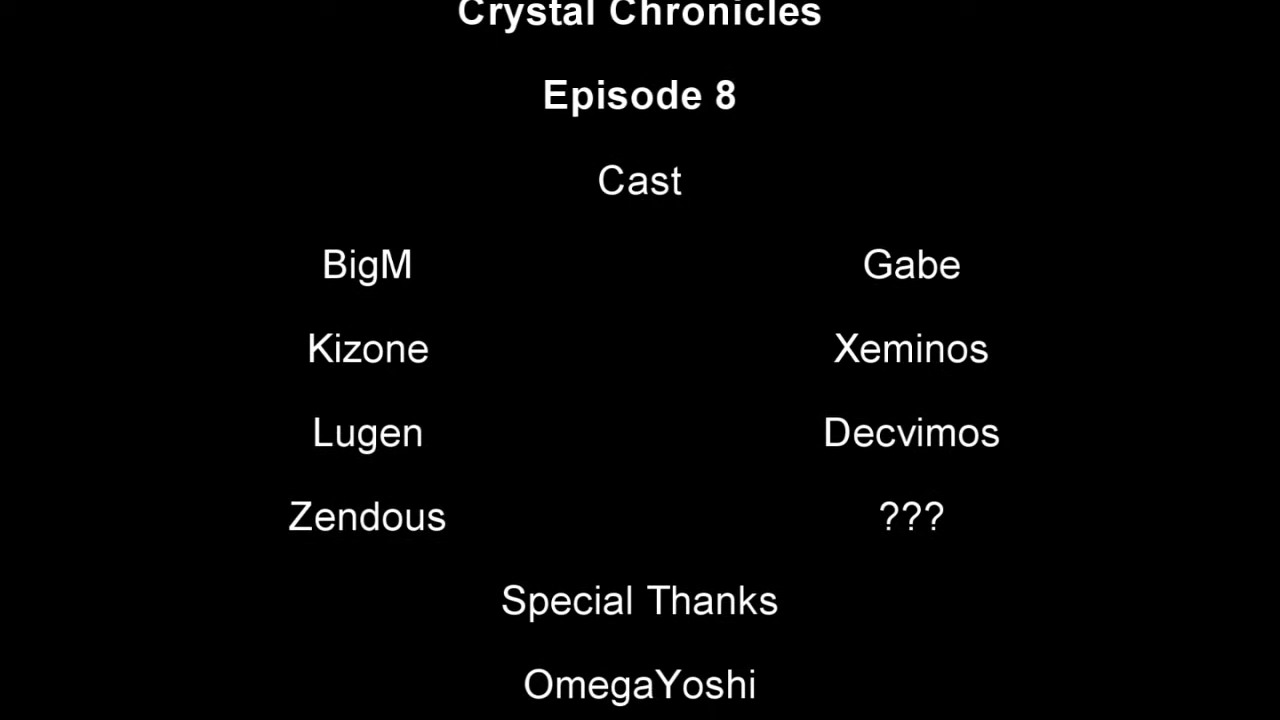 Crystal Chronicles
Episode 8
Cast
BigM Gabe
Kizone Xeminos
Lugen Decvimos
Zendous ???
Special Thanks
OmegaYoshi